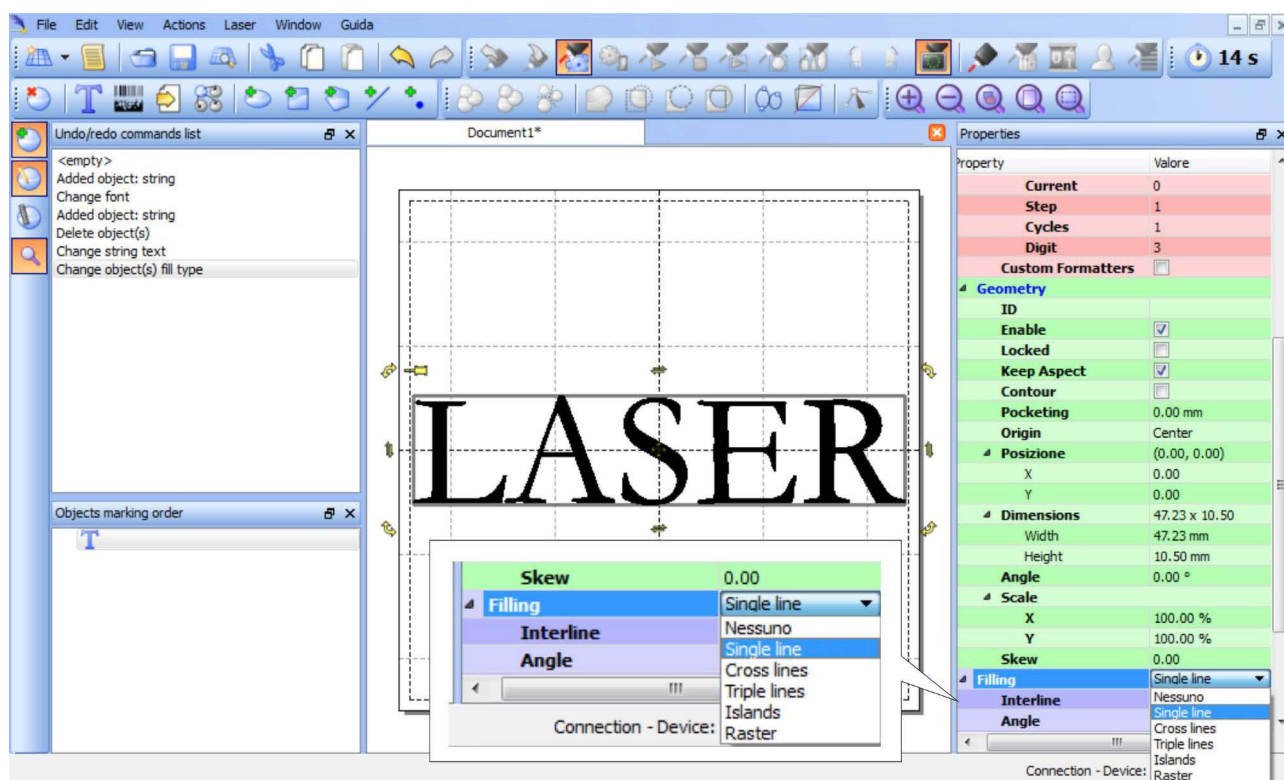 File Edit View Actions Laser Window Guida
14 s
Undo/redo commands list
<empty>
Added object: string
Change font
Added object: string
Delete object(s)
Change string text
Change object(s) fill type
Objects marking order
T
Document1*
LASER
Properties
Property Valore
Current 0
Step 1
Cycles 1
Digit 3
Custom Formatters
Geometry
ID
Enable
Locked
Keep Aspect
Contour
Pocketing 0.00 mm
Origin Center
Posizione (0.00, 0.00)
X 0.00
Y 0.00
Dimensions 47.23 x 10.50
Width 47.23 mm
Height 10.50 mm
Angle 0.00 °
Scale
X 100.00 %
Y 100.00 %
Skew 0.00
Filling Single line
Interline
Angle
Nessuno
Single line
Cross lines
Triple lines
Islands
Raster
Connection - Device:
Skew 0.00
Filling Single line
Interline
Angle
Nessuno
Single line
Cross lines
Triple lines
Islands
Raster
Connection - Device: